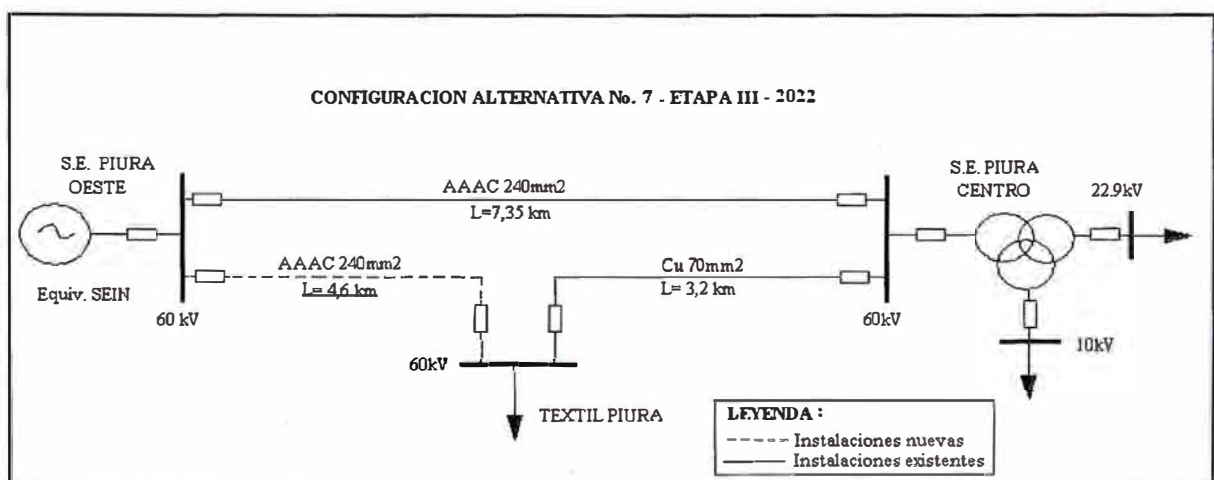 CONFIGURACION ALTERNATIVA No. 7 - ETAPA III - 2022
S.E. PIURA
OESTE
AAAC 240mm2
L=7,35 km
S.E. PIURA
CENTRO
22.9kV
AAAC 240mm2
L= 4,6 km
Cu 70mm2
L= 3,2 km
Equiv. SEIN
60 kV
60kV
60kV
10kV
TEXTIL PIURA
LEYENDA :
Instalaciones nuevas
Instalaciones existentes